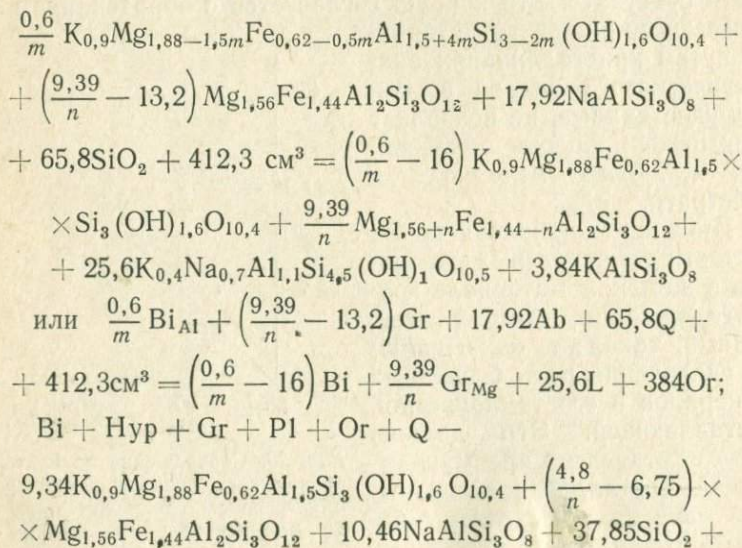 0,6/m K₀,₉Mg₁,₈₈₋₁,₅ₘFe₀,₆₂₋₀,₅ₘAl₁,₅₊₄ₘSi₃₋₂ₘ (OH)₁,₆O₁₀,₄ +
+ (9,39/n − 13,2) Mg₁,₅₆Fe₁,₄₄Al₂Si₃O₁₂ + 17,92NaAlSi₃O₈ +
+ 65,8SiO₂ + 412,3 см³ = (0,6/m − 16) K₀,₉Mg₁,₈₈Fe₀,₆₂Al₁,₅×
×Si₃ (OH)₁,₆O₁₀,₄ + 9,39/n Mg₁,₅₆₊ₙFe₁,₄₄₋ₙAl₂Si₃O₁₂ +
+ 25,6K₀,₄Na₀,₇Al₁,₁Si₄,₅ (OH)₁ O₁₀,₅ + 3,84KAlSi₃O₈
или 0,6/m Bi_Al + (9,39/n − 13,2) Gr + 17,92Ab + 65,8Q +
+ 412,3см³ = (0,6/m − 16) Bi + 9,39/n Gr_Mg + 25,6L + 384Or;
Bi + Hyp + Gr + Pl + Or + Q —
9,34K₀,₉Mg₁,₈₈Fe₀,₆₂Al₁,₅Si₃ (OH)₁,₆ O₁₀,₄ + (4,8/n − 6,75) ×
×Mg₁,₅₆Fe₁,₄₄Al₂Si₃O₁₂ + 10,46NaAlSi₃O₈ + 37,85SiO₂ +